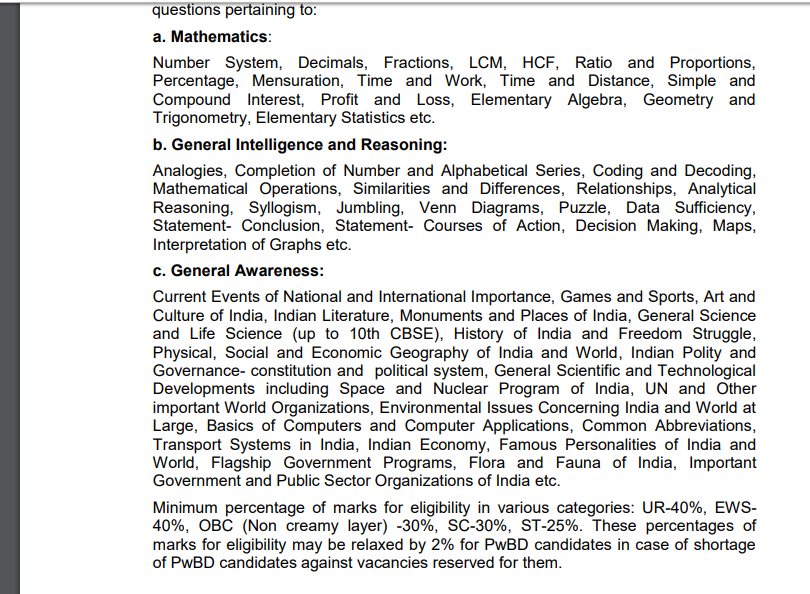 questions pertaining to:
a. Mathematics:
Number System, Decimals, Fractions, LCM, HCF, Ratio and Proportions,
Percentage, Mensuration, Time and Work, Time and Distance, Simple and
Compound Interest, Profit and Loss, Elementary Algebra, Geometry and
Trigonometry, Elementary Statistics etc.
b. General Intelligence and Reasoning:
Analogies, Completion of Number and Alphabetical Series, Coding and Decoding,
Mathematical Operations, Similarities and Differences, Relationships, Analytical
Reasoning, Syllogism, Jumbling, Venn Diagrams, Puzzle, Data Sufficiency,
Statement- Conclusion, Statement- Courses of Action, Decision Making, Maps,
Interpretation of Graphs etc.
c. General Awareness:
Current Events of National and International Importance, Games and Sports, Art and
Culture of India, Indian Literature, Monuments and Places of India, General Science
and Life Science (up to 10th CBSE), History of India and Freedom Struggle,
Physical, Social and Economic Geography of India and World, Indian Polity and
Governance- constitution and political system, General Scientific and Technological
Developments including Space and Nuclear Program of India, UN and Other
important World Organizations, Environmental Issues Concerning India and World at
Large, Basics of Computers and Computer Applications, Common Abbreviations,
Transport Systems in India, Indian Economy, Famous Personalities of India and
World, Flagship Government Programs, Flora and Fauna of India, Important
Government and Public Sector Organizations of India etc.
Minimum percentage of marks for eligibility in various categories: UR-40%, EWS-
40%, OBC (Non creamy layer) -30%, SC-30%, ST-25%. These percentages of
marks for eligibility may be relaxed by 2% for PwBD candidates in case of shortage
of PwBD candidates against vacancies reserved for them.